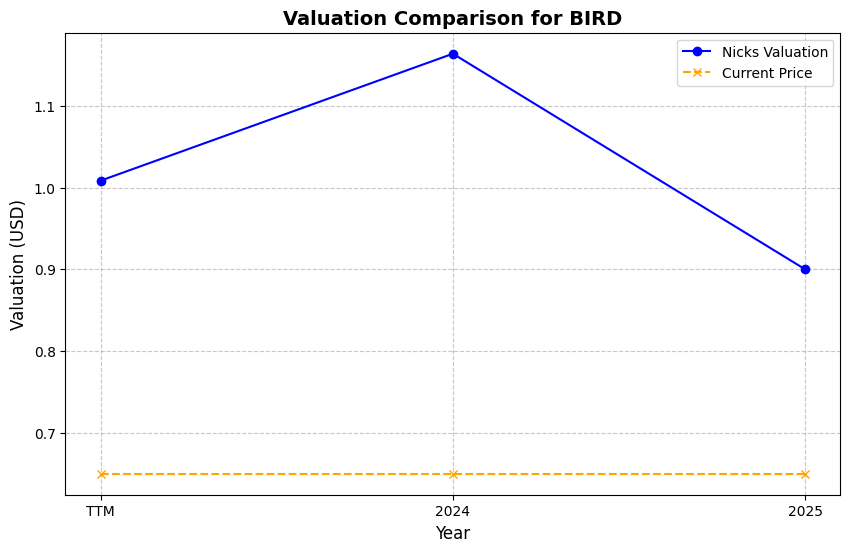 Valuation Comparison for BIRD
Nicks Valuation
Current Price
Valuation (USD)
1.1
1.0
0.9
0.8
0.7
TTM
2024
2025
Year